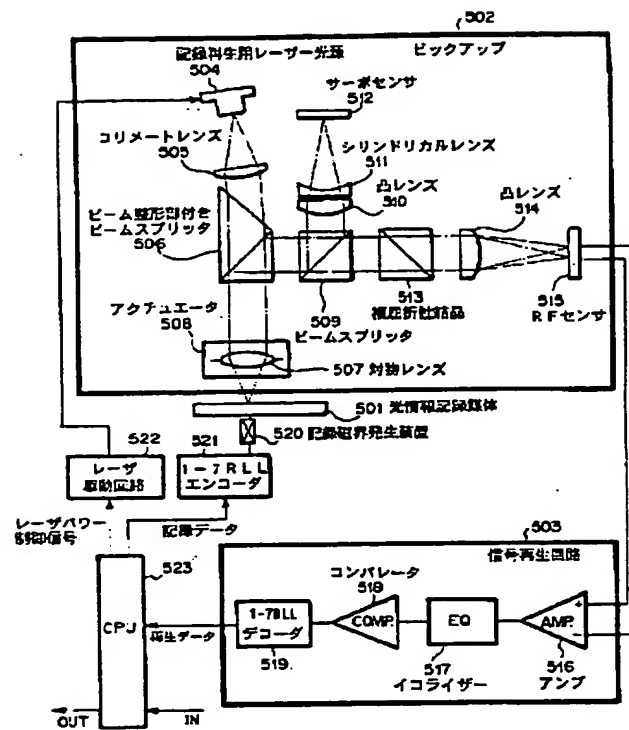 502
ピックアップ
記録再生用レーザー光源
504
サーボセンサ
512
コリメートレンズ
505
シリンドリカルレンズ
511
凸レンズ
510
凸レンズ
514
ビーム整形部付き
ビームスプリッタ
506
513
複屈折性結晶
515
RFセンサ
509
ビームスプリッタ
アクチュエータ
508
507 対物レンズ
501 光情報記録媒体
520 記録磁界発生装置
522
レーザ
駆動回路
521
1-7RLL
エンコーダ
レーザパワー
制御信号
記録データ
503
信号再生回路
523
CPU
再生データ
1-7RLL
デコーダ
519.
コンパレータ
518
COMP.
EQ
517
イコライザー
+
AMP.
-
516
アンプ
OUT
IN